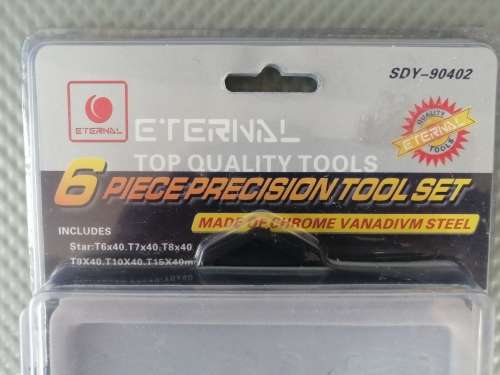 SDY-90402
ETERNAL
ETERNAL
QUALITY
ETERNAL
TOOLS
TOP QUALITY TOOLS
6 PIECE PRECISION TOOL SET
MADE OF CHROME VANADIVM STEEL
INCLUDES
Star:T6x40,T7x40,T8x40
T9X40,T10X40,T15X40m